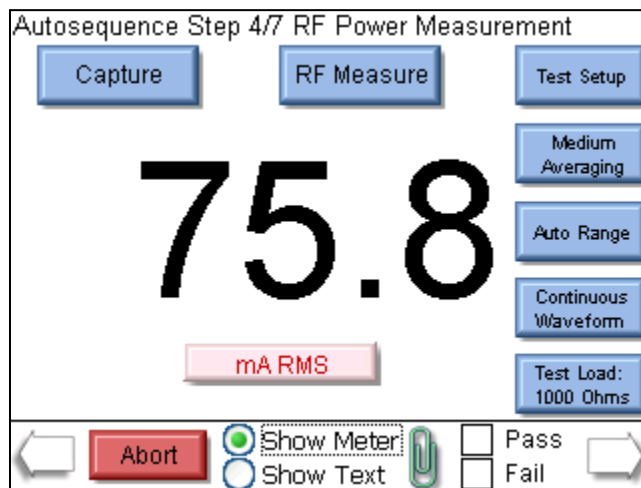 Autosequence Step 4/7 RF Power Measurement
Capture
RF Measure
Test Setup
Medium
Averaging
75.8
Auto Range
Continuous
Waveform
mA RMS
Test Load:
1000 Ohms
Abort
Show Meter
Show Text
Pass
Fail